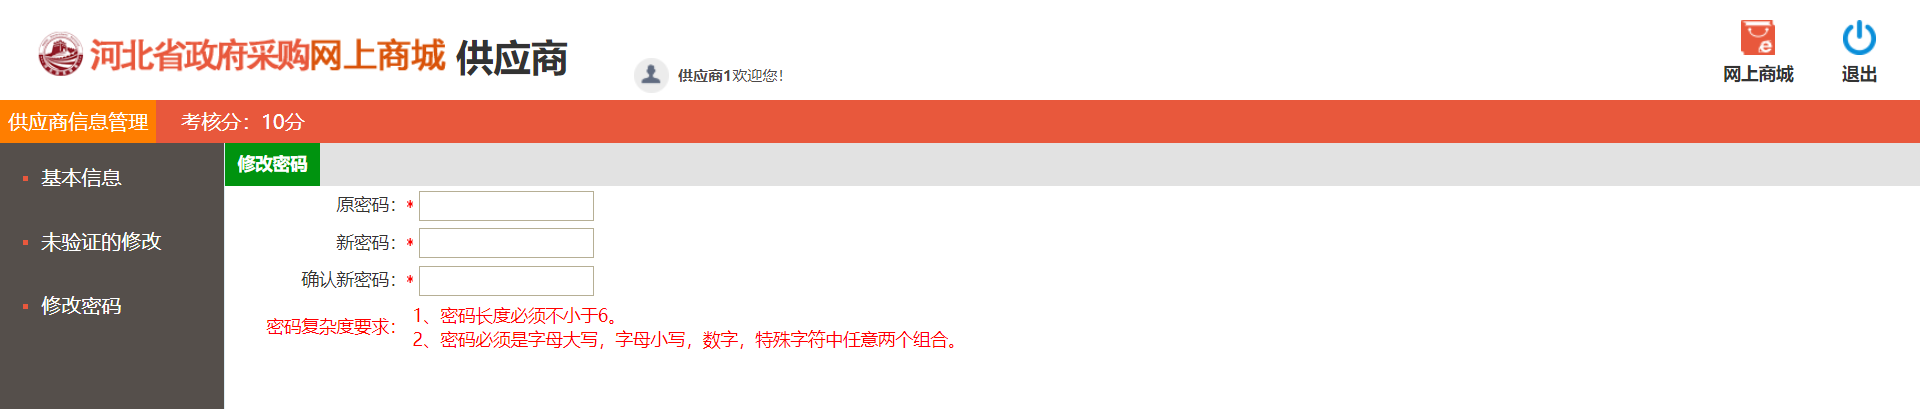 河北省政府采购网上商城 供应商
供应商1欢迎您！
网上商城
退出
供应商信息管理
考核分：10分
基本信息
未验证的修改
修改密码
修改密码
原密码：*
新密码：*
确认新密码：*
密码复杂度要求：
1、密码长度必须不小于6。
2、密码必须是字母大写，字母小写，数字，特殊字符中任意两个组合。